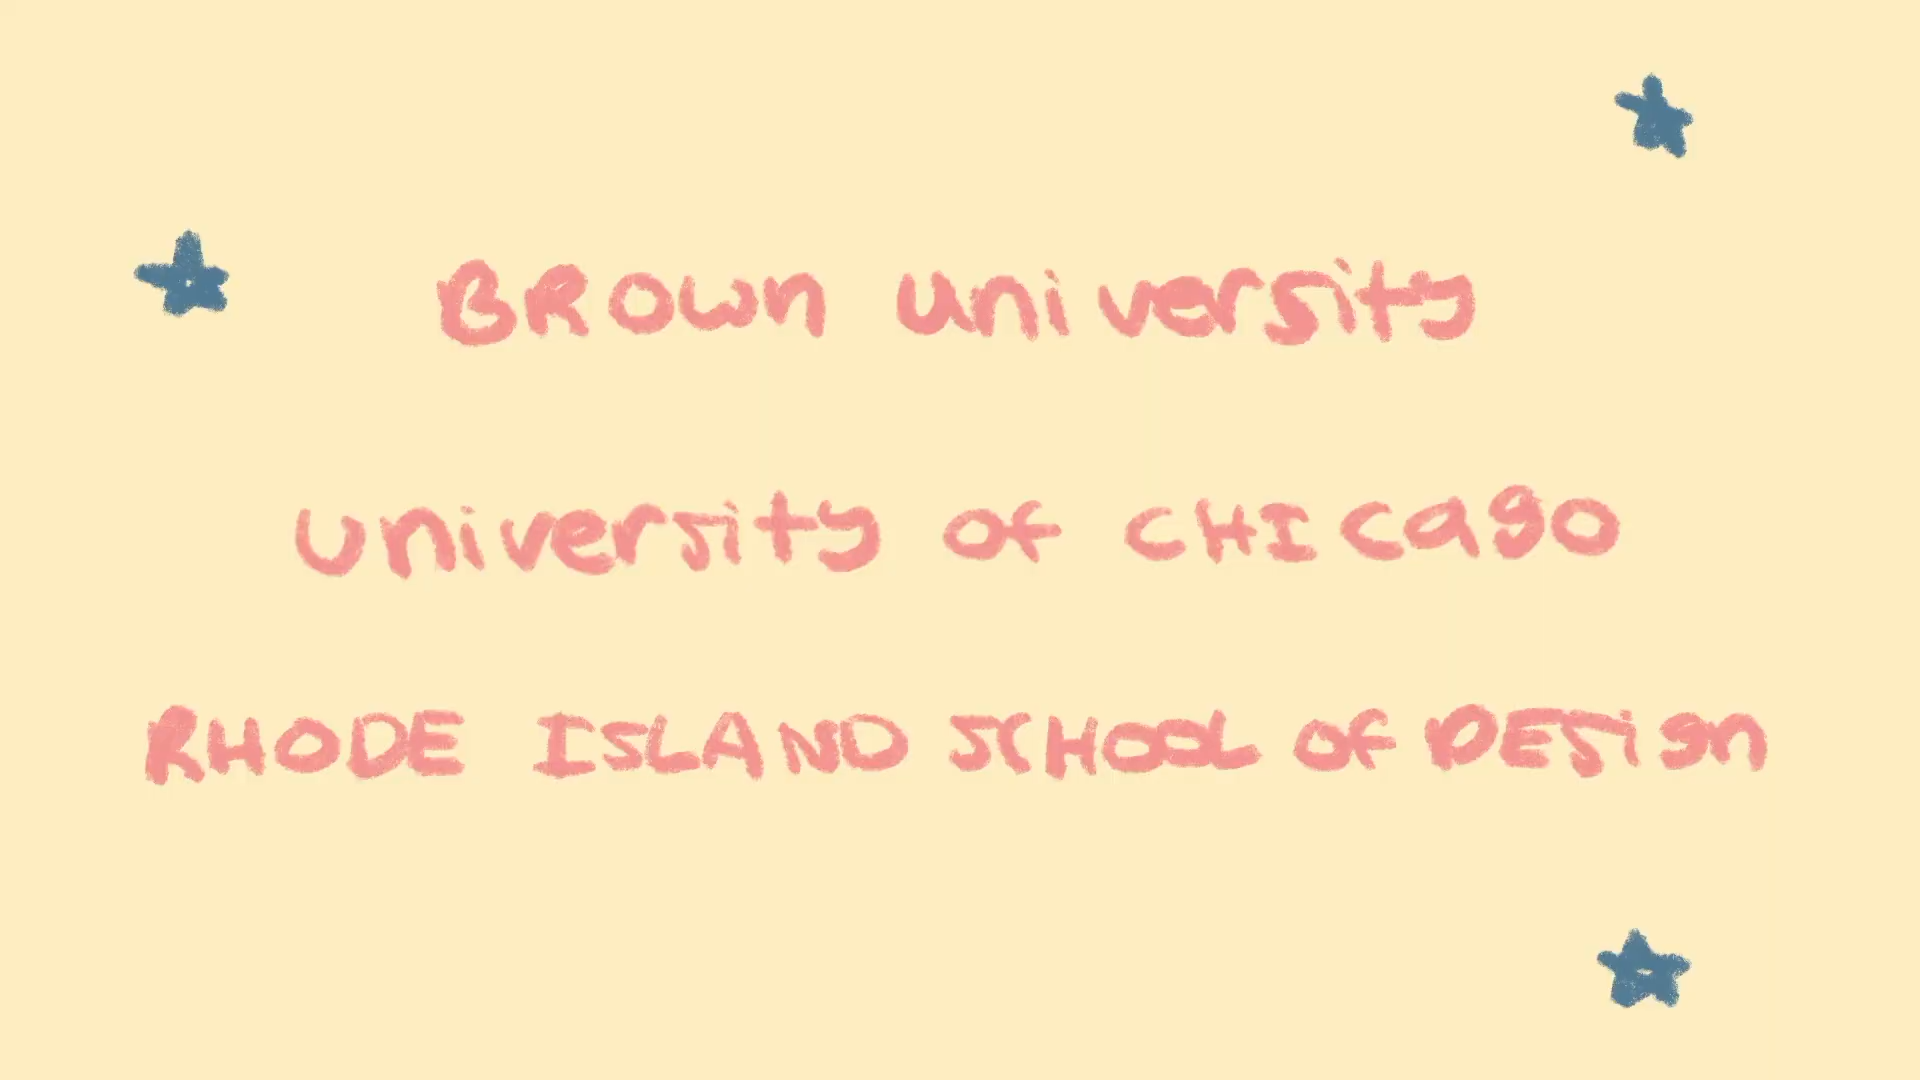 BROWN University
University of CHICago
RHODE ISLAND SCHOOL of DESign